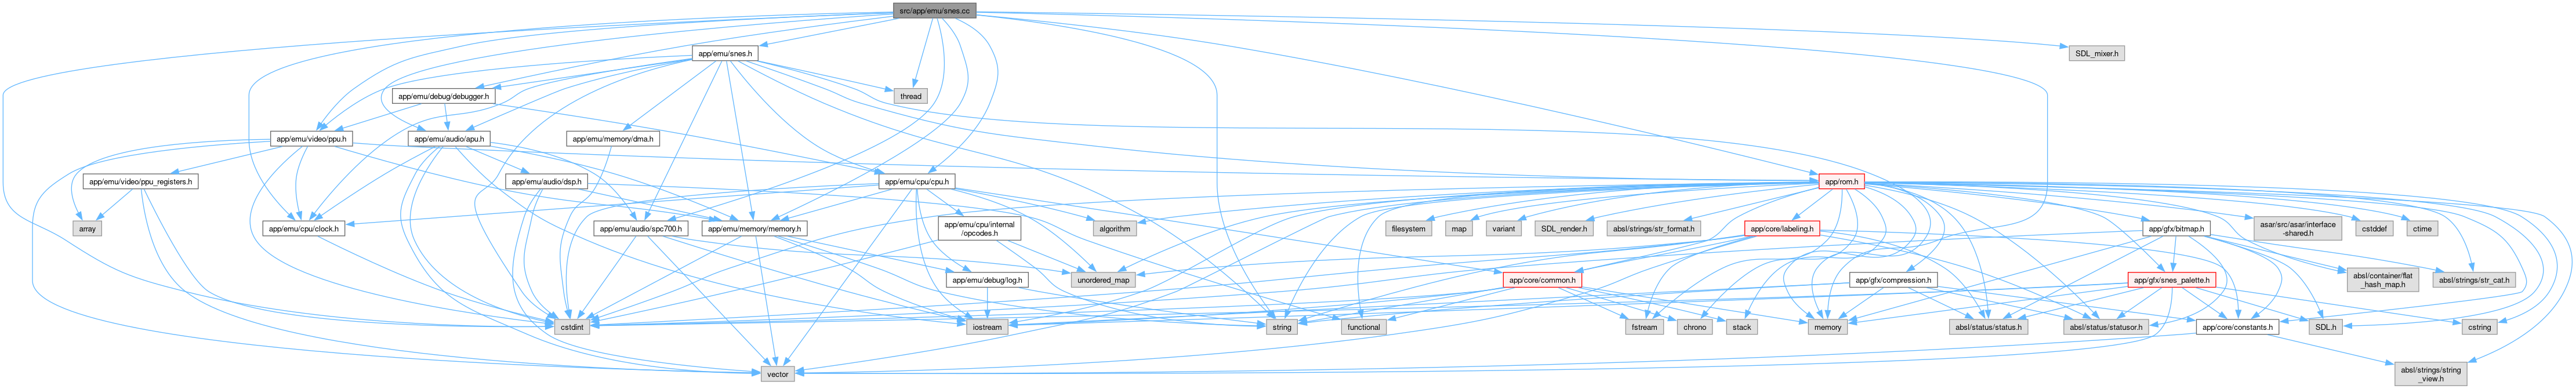 src/app/emu/snes.cc
app/emu/snes.h
SDL_mixer.h
app/emu/debug/debugger.h
thread
app/emu/video/ppu.h
app/emu/audio/apu.h
app/emu/memory/dma.h
app/emu/video/ppu_registers.h
app/emu/audio/dsp.h
app/emu/cpu/cpu.h
app/rom.h
array
app/emu/cpu/clock.h
app/emu/audio/spc700.h
app/emu/memory/memory.h
app/emu/cpu/internal
/opcodes.h
algorithm
filesystem
map
variant
SDL_render.h
absl/strings/str_format.h
app/core/labeling.h
app/gfx/bitmap.h
asar/src/asar/interface
-shared.h
cstddef
ctime
app/emu/debug/log.h
unordered_map
app/core/common.h
app/gfx/compression.h
app/gfx/snes_palette.h
absl/container/flat
_hash_map.h
absl/strings/str_cat.h
cstdint
iostream
string
functional
fstream
chrono
stack
memory
absl/status/status.h
absl/status/statusor.h
app/core/constants.h
SDL.h
cstring
vector
absl/strings/string
_view.h